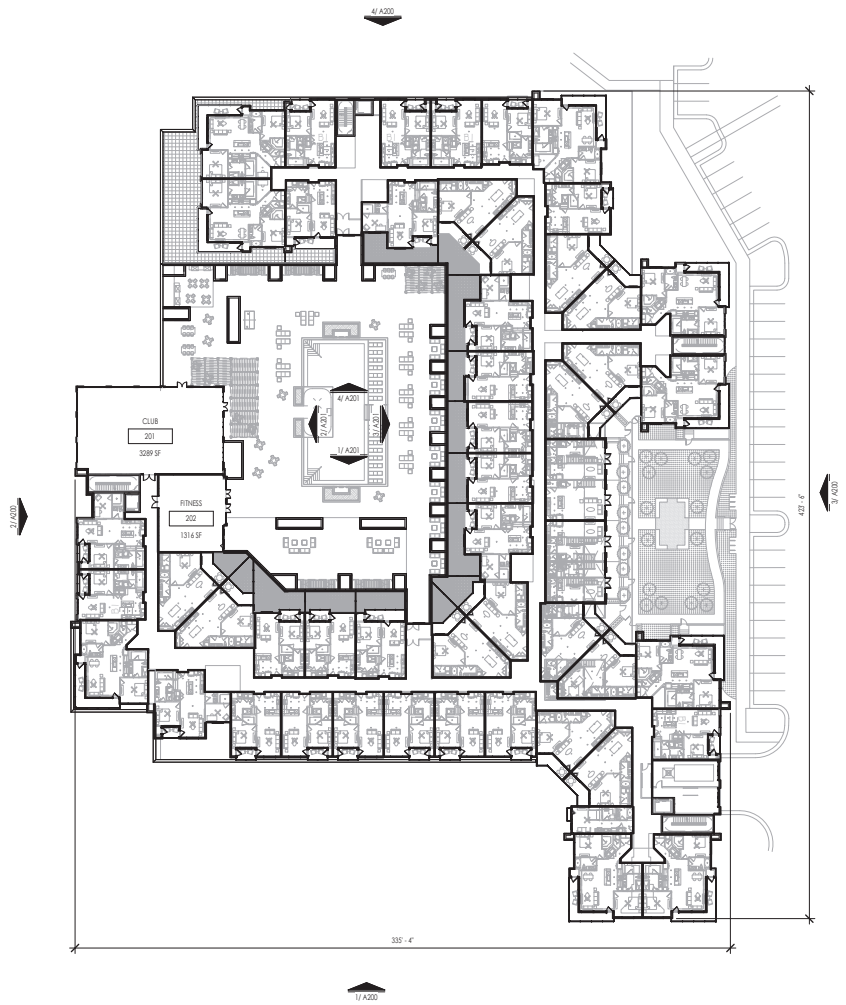 4/ A200
4/ A201
2/ A201
3/ A201
1/ A201
CLUB
201
3289 SF
FITNESS
202
1316 SF
2/ A200
3/ A200
423' - 6"
335' - 4"
1/ A200